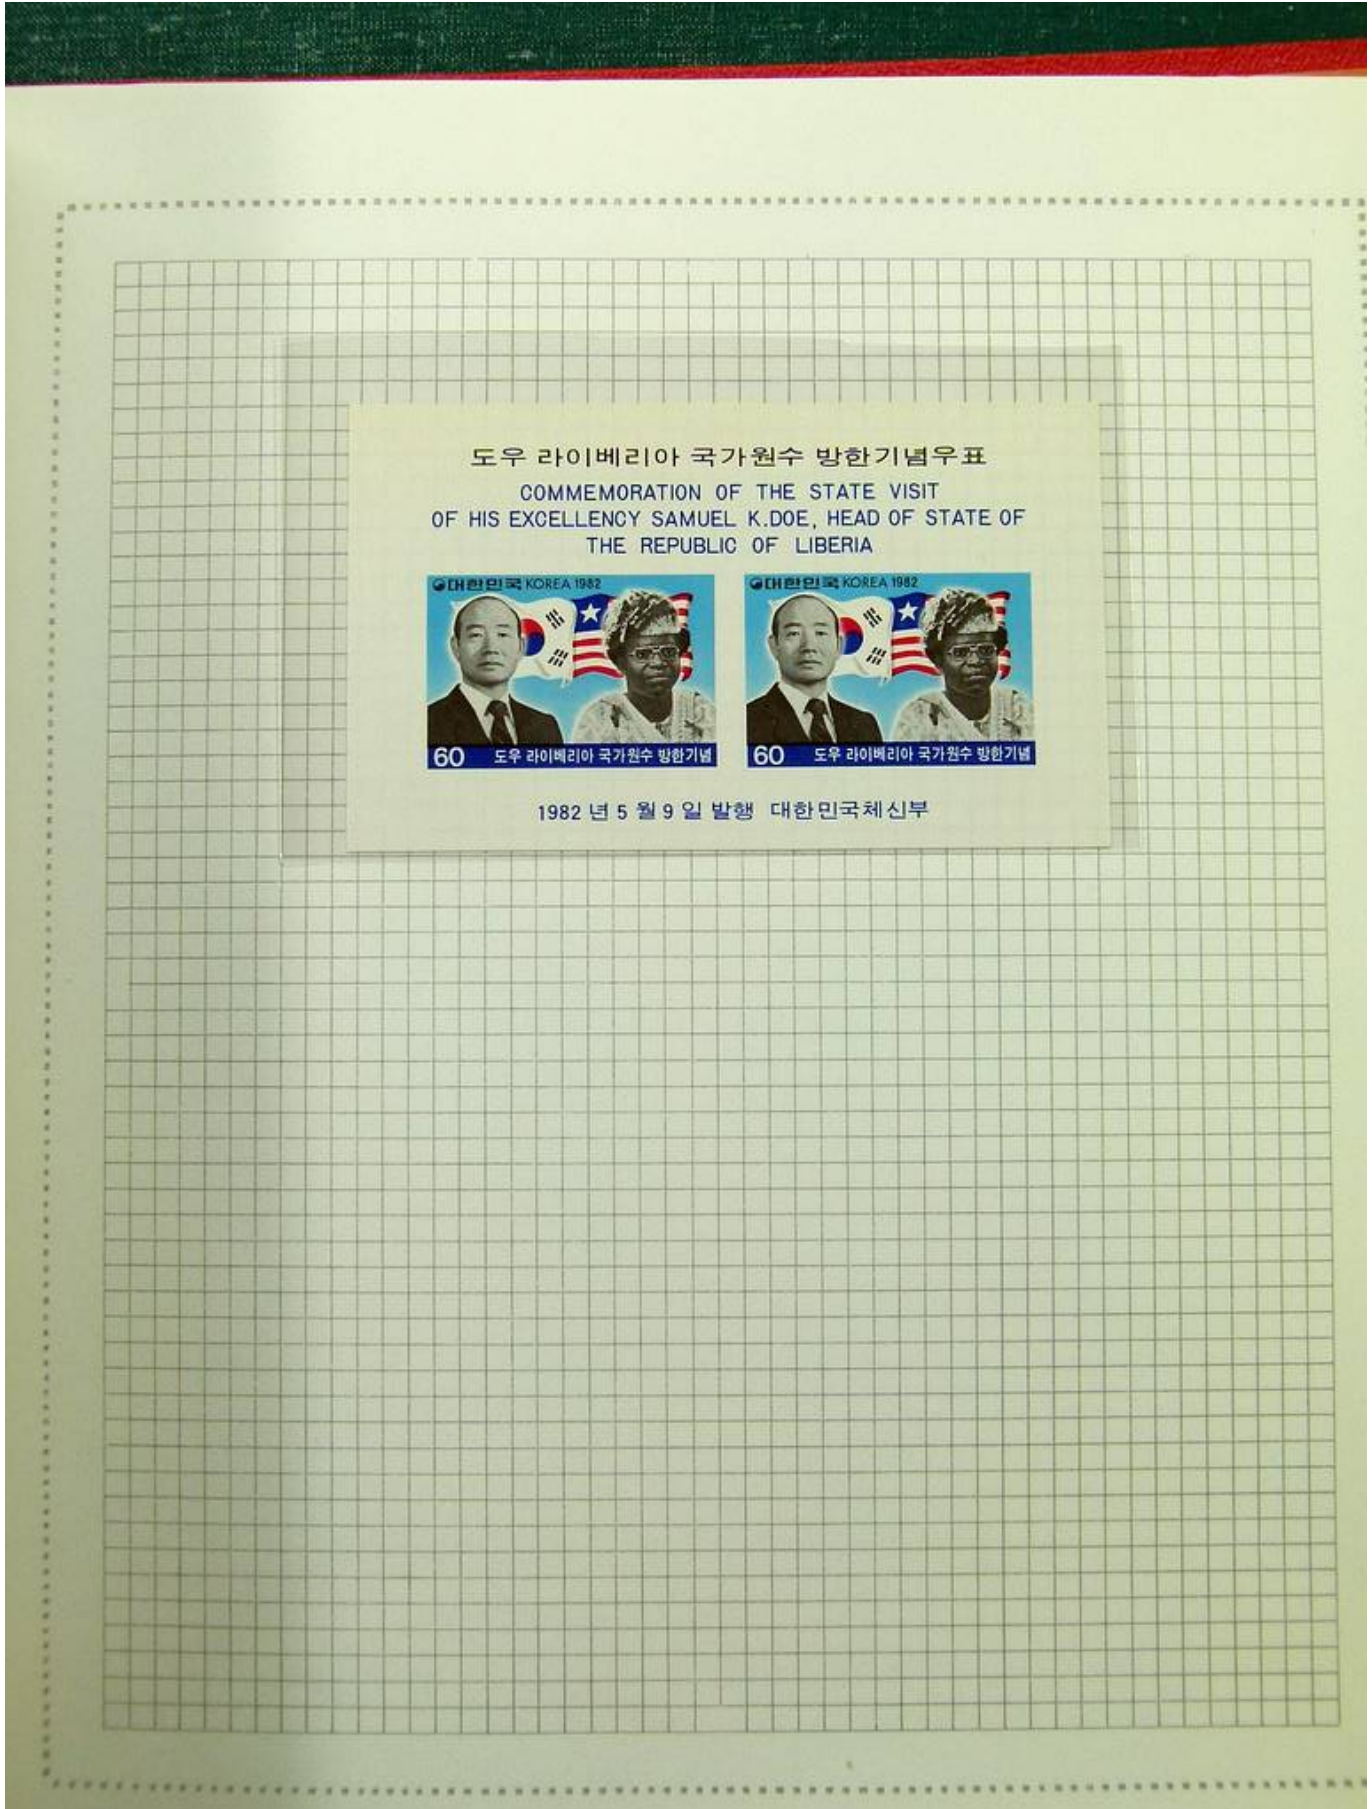 도우 라이베리아 국가원수 방한기념우표
COMMEMORATION OF THE STATE VISIT
OF HIS EXCELLENCY SAMUEL K.DOE, HEAD OF STATE OF
THE REPUBLIC OF LIBERIA
대한민국 KOREA 1982
60 도우 라이베리아 국가원수 방한기념
대한민국 KOREA 1982
60 도우 라이베리아 국가원수 방한기념
1982 년 5 월 9 일 발행 대한민국체신부